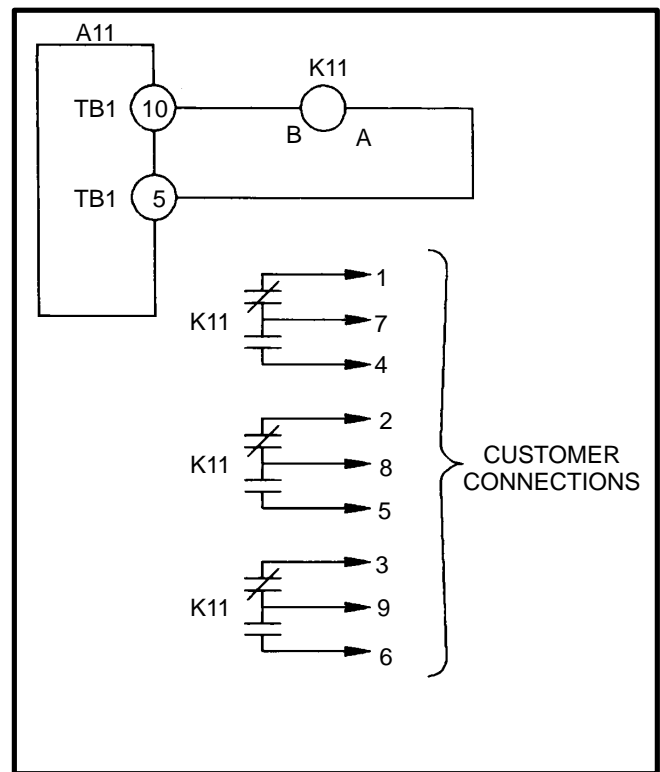 A11
K11
TB1 10
B A
TB1 5
1
K11 7
4
2
K11 8
5
CUSTOMER
CONNECTIONS
3
K11 9
6